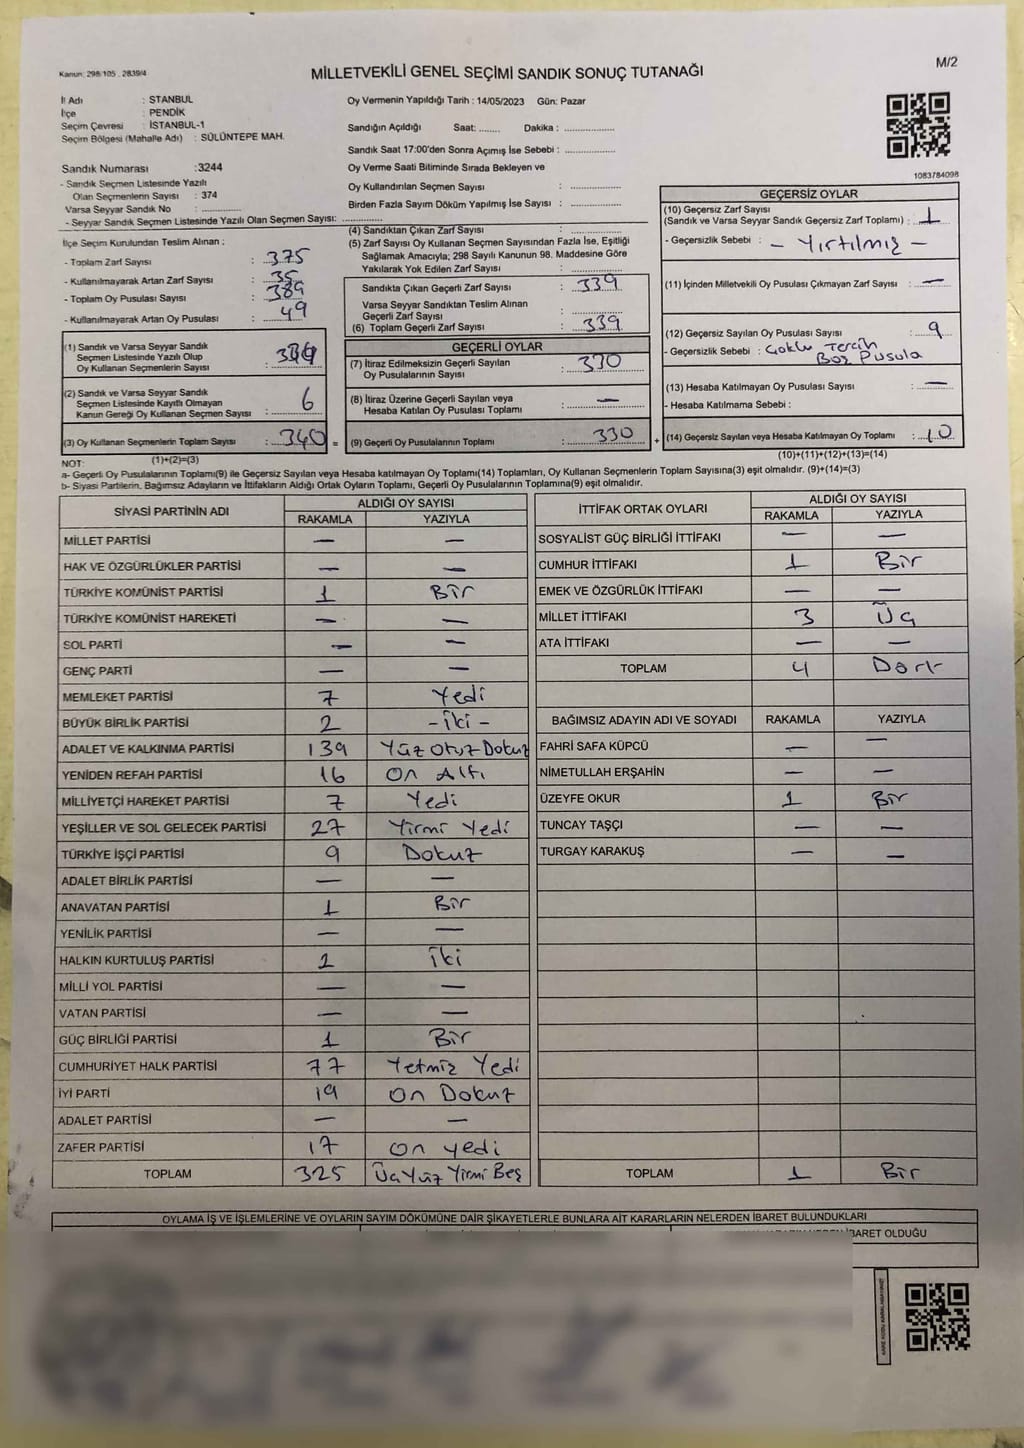 Kanun: 298/105 . 2839/4
MİLLETVEKİLİ GENEL SEÇİMİ SANDIK SONUÇ TUTANAĞI
M/2
İl Adı : STANBUL
İlçe : PENDİK
Seçim Çevresi : İSTANBUL-1
Seçim Bölgesi (Mahalle Adı) : SÜLÜNTEPE MAH.
Oy Vermenin Yapıldığı Tarih : 14/05/2023 Gün: Pazar
Sandığın Açıldığı Saat: ........ Dakika : ....................
Sandık Saat 17:00'den Sonra Açımış İse Sebebi : ....................
Sandık Numarası :3244
- Sandık Seçmen Listesinde Yazılı
Olan Seçmenlerin Sayısı : 374
Varsa Seyyar Sandık No : ....................
- Seyyar Sandık Seçmen Listesinde Yazılı Olan Seçmen Sayısı: ....................
Oy Verme Saati Bitiminde Sırada Bekleyen ve
Oy Kullandırılan Seçmen Sayısı : ....................
Birden Fazla Sayım Döküm Yapılmış İse Sayısı : ....................
1083784098
İlçe Seçim Kurulundan Teslim Alınan :
- Toplam Zarf Sayısı : 375
- Kullanılmayarak Artan Zarf Sayısı : 35
- Toplam Oy Pusulası Sayısı : 389
- Kullanılmayarak Artan Oy Pusulası : 49
(1) Sandık ve Varsa Seyyar Sandık
Seçmen Listesinde Yazılı Olup
Oy Kullanan Seçmenlerin Sayısı :
(2) Sandık ve Varsa Seyyar Sandık
Seçmen Listesinde Kayıtlı Olmayan
Kanun Gereği Oy Kullanan Seçmen Sayısı : 6
(3) Oy Kullanan Seçmenlerin Toplam Sayısı : 340 =
(1)+(2)=(3)
(4) Sandıktan Çıkan Zarf Sayısı : ....................
(5) Zarf Sayısı Oy Kullanan Seçmen Sayısından Fazla İse, Eşitliği
Sağlamak Amacıyla; 298 Sayılı Kanunun 98. Maddesine Göre
Yakılarak Yok Edilen Zarf Sayısı : ....................
Sandıkta Çıkan Geçerli Zarf Sayısı : 339
Varsa Seyyar Sandıktan Teslim Alınan
Geçerli Zarf Sayısı : ....................
(6) Toplam Geçerli Zarf Sayısı : 339
GEÇERLİ OYLAR
(7) İtiraz Edilmeksizin Geçerli Sayılan
Oy Pusulalarının Sayısı : 330
(8) İtiraz Üzerine Geçerli Sayılan veya
Hesaba Katılan Oy Pusulası Toplamı : —
(9) Geçerli Oy Pusulalarının Toplamı : 330 +
GEÇERSİZ OYLAR
(10) Geçersiz Zarf Sayısı
(Sandık ve Varsa Seyyar Sandık Geçersiz Zarf Toplamı) : 1
- Geçersizlik Sebebi : - Yırtılmış -
(11) İçinden Milletvekili Oy Pusulası Çıkmayan Zarf Sayısı : —
(12) Geçersiz Sayılan Oy Pusulası Sayısı : 9
- Geçersizlik Sebebi : Çoklu Tercih
Boş Pusula
(13) Hesaba Katılmayan Oy Pusulası Sayısı : —
- Hesaba Katılmama Sebebi :
(14) Geçersiz Sayılan veya Hesaba Katılmayan Oy Toplamı : 10
(10)+(11)+(12)+(13)=(14)
NOT:
a- Geçerli Oy Pusulalarının Toplamı(9) ile Geçersiz Sayılan veya Hesaba katılmayan Oy Toplamı(14) Toplamları, Oy Kullanan Seçmenlerin Toplam Sayısına(3) eşit olmalıdır. (9)+(14)=(3)
b- Siyasi Partilerin, Bağımsız Adayların ve İttifakların Aldığı Ortak Oyların Toplamı, Geçerli Oy Pusulalarının Toplamına(9) eşit olmalıdır.
SİYASİ PARTİNİN ADI ALDIĞI OY SAYISI
RAKAMLA YAZIYLA
MİLLET PARTİSİ — —
HAK VE ÖZGÜRLÜKLER PARTİSİ — —
TÜRKİYE KOMÜNİST PARTİSİ 1 Bir
TÜRKİYE KOMÜNİST HAREKETİ — —
SOL PARTİ — —
GENÇ PARTİ — —
MEMLEKET PARTİSİ 7 Yedi
BÜYÜK BİRLİK PARTİSİ 2 - İki -
ADALET VE KALKINMA PARTİSİ 139 Yüz Otuz Dokuz
YENİDEN REFAH PARTİSİ 16 On Altı
MİLLİYETÇİ HAREKET PARTİSİ 7 Yedi
YEŞİLLER VE SOL GELECEK PARTİSİ 27 Yirmi Yedi
TÜRKİYE İŞÇİ PARTİSİ 9 Dokuz
ADALET BİRLİK PARTİSİ — —
ANAVATAN PARTİSİ 1 Bir
YENİLİK PARTİSİ — —
HALKIN KURTULUŞ PARTİSİ 2 İki
MİLLİ YOL PARTİSİ — —
VATAN PARTİSİ — —
GÜÇ BİRLİĞİ PARTİSİ 1 Bir
CUMHURİYET HALK PARTİSİ 77 Yetmiş Yedi
İYİ PARTİ 19 On Dokuz
ADALET PARTİSİ — —
ZAFER PARTİSİ 17 On yedi
TOPLAM 325 Üç Yüz Yirmi Beş
İTTİFAK ORTAK OYLARI ALDIĞI OY SAYISI
RAKAMLA YAZIYLA
SOSYALİST GÜÇ BİRLİĞİ İTTİFAKI — —
CUMHUR İTTİFAKI 1 Bir
EMEK VE ÖZGÜRLÜK İTTİFAKI — —
MİLLET İTTİFAKI 3 Üç
ATA İTTİFAKI — —
TOPLAM 4 Dört
BAĞIMSIZ ADAYIN ADI VE SOYADI RAKAMLA YAZIYLA
FAHRİ SAFA KÜPCÜ — —
NİMETULLAH ERŞAHİN — —
ÜZEYFE OKUR 1 Bir
TUNCAY TAŞÇI — —
TURGAY KARAKUŞ — —
TOPLAM 1 Bir
OYLAMA İŞ VE İŞLEMLERİNE VE OYLARIN SAYIM DÖKÜMÜNE DAİR ŞİKAYETLERLE BUNLARA AİT KARARLARIN NELERDEN İBARET BULUNDUKLARI
İBARET OLDUĞU